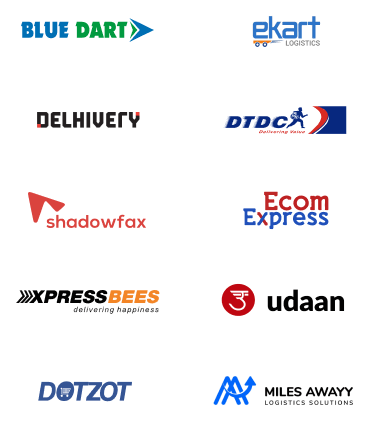 BLUE DART
ekart
LOGISTICS
DELHIVERY
DTDC
Delivering Value
shadowfax
Ecom
Express
XPRESSBEES
delivering happiness
उ udaan
DOTZOT
MILES AWAYY
LOGISTICS SOLUTIONS